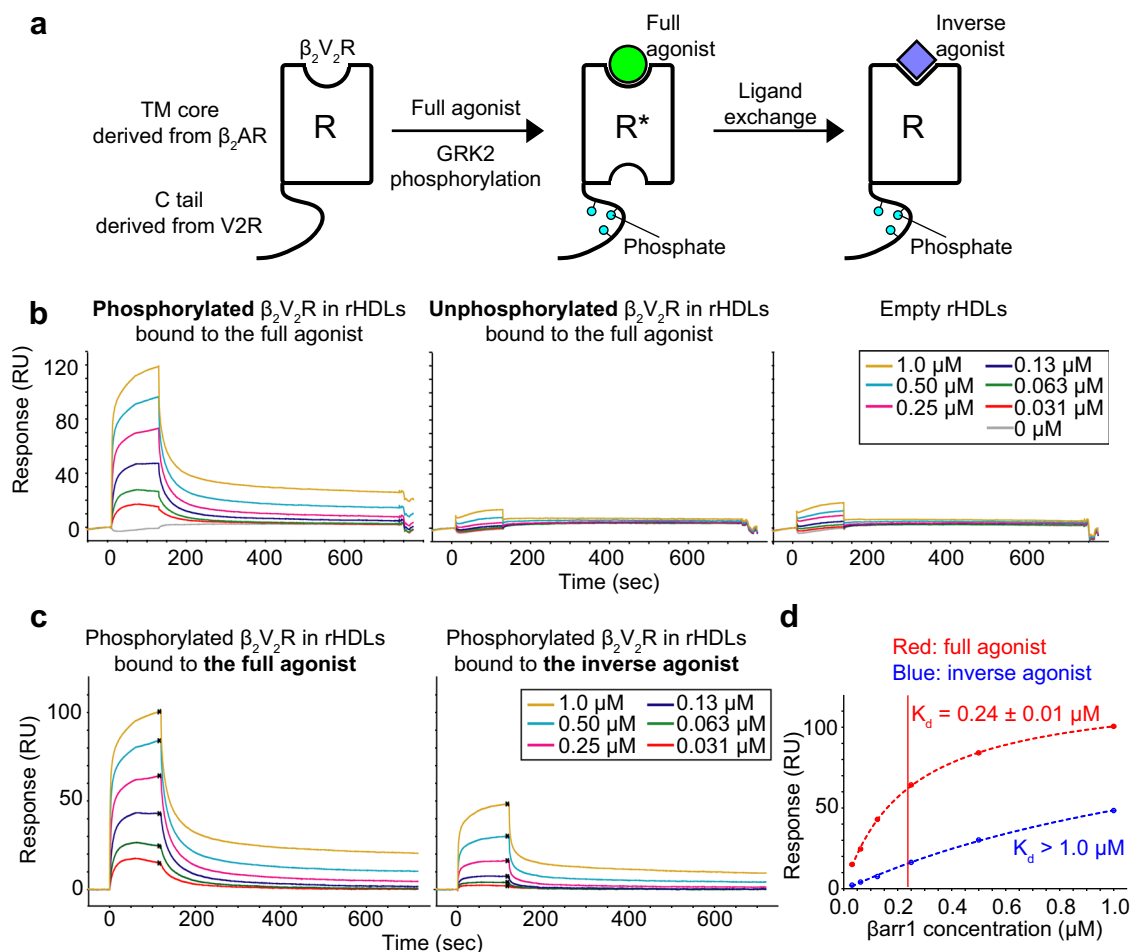 a
β₂V₂R
TM core
derived from β₂AR
C tail
derived from V2R
R
Full agonist
GRK2
phosphorylation
Full
agonist
R*
Phosphate
Ligand
exchange
Inverse
agonist
R
Phosphate
b
Phosphorylated β₂V₂R in rHDLs
bound to the full agonist
Unphosphorylated β₂V₂R in rHDLs
bound to the full agonist
Empty rHDLs
Response (RU)
120
80
40
0
1.0 µM
0.50 µM
0.25 µM
0.13 µM
0.063 µM
0.031 µM
0 µM
0 200 400 600
0 200 400 600
0 200 400 600
Time (sec)
c
Phosphorylated β₂V₂R in rHDLs
bound to the full agonist
Phosphorylated β₂V₂R in rHDLs
bound to the inverse agonist
Response (RU)
100
50
0
1.0 µM
0.50 µM
0.25 µM
0.13 µM
0.063 µM
0.031 µM
0 200 400 600
0 200 400 600
Time (sec)
d
Red: full agonist
Blue: inverse agonist
Response (RU)
100
50
0
Kd = 0.24 ± 0.01 µM
Kd > 1.0 µM
0.0 0.2 0.4 0.6 0.8 1.0
βarr1 concentration (µM)